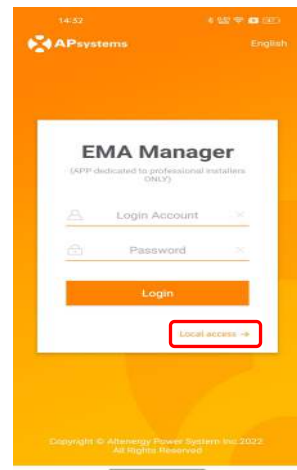 14:52
APsystems
English
EMA Manager
(APP dedicated to professional installers
ONLY)
Login Account
Password
Login
Local access →
Copyright © Altenergy Power System Inc 2022
All Rights Reserved